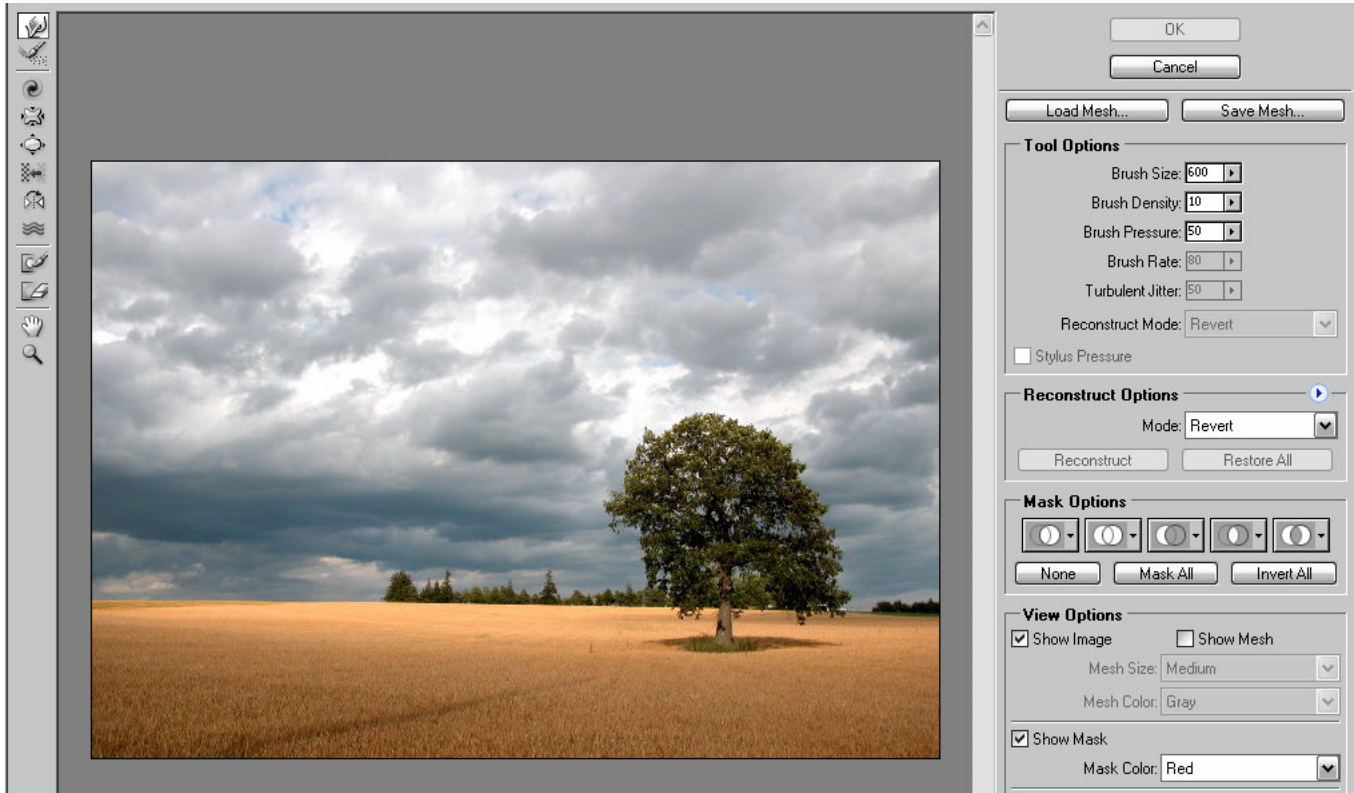 OK
Cancel
Load Mesh... Save Mesh...
Tool Options
Brush Size: 600
Brush Density: 10
Brush Pressure: 50
Brush Rate: 80
Turbulent Jitter: 50
Reconstruct Mode: Revert
Stylus Pressure
Reconstruct Options
Mode: Revert
Reconstruct Restore All
Mask Options
None Mask All Invert All
View Options
Show Image Show Mesh
Mesh Size: Medium
Mesh Color: Gray
Show Mask
Mask Color: Red